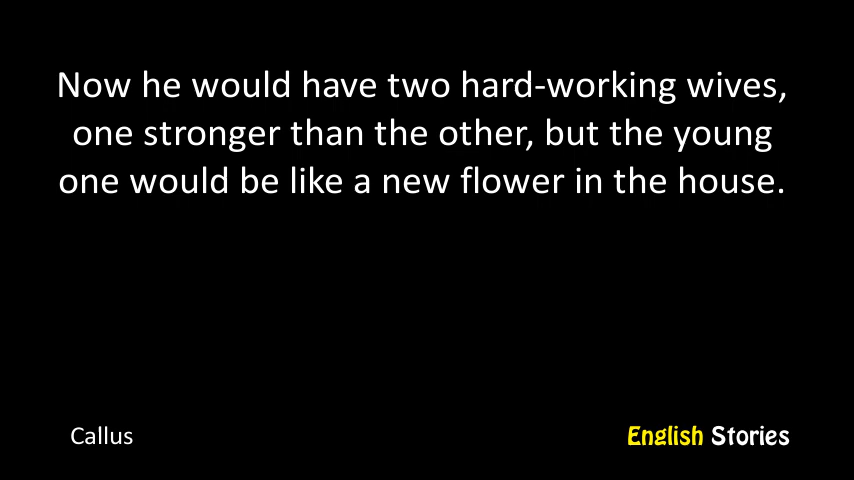 Now he would have two hard-working wives,
one stronger than the other, but the young
one would be like a new flower in the house.
Callus
English Stories